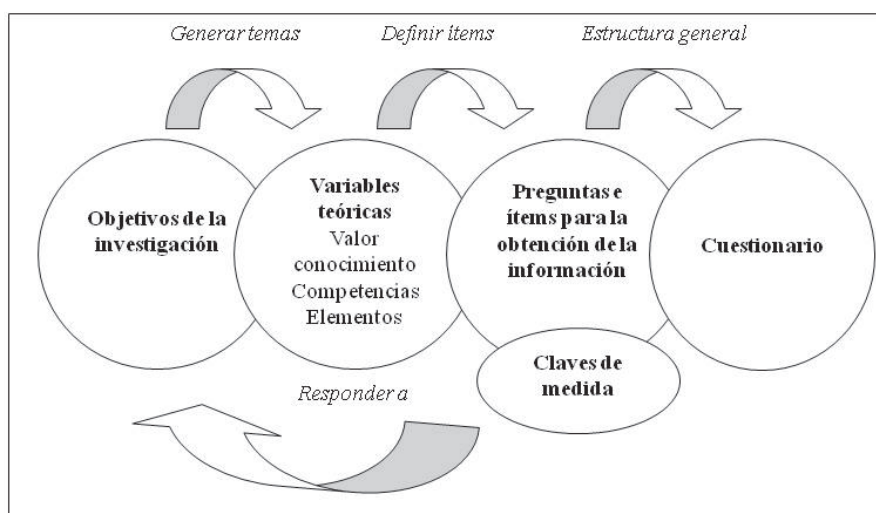 Generar temas
Definir ítems
Estructura general
Objetivos de la
investigación
Variables
teóricas
Valor
conocimiento
Competencias
Elementos
Preguntas e
ítems para la
obtención de la
información
Cuestionario
Claves de
medida
Responder a